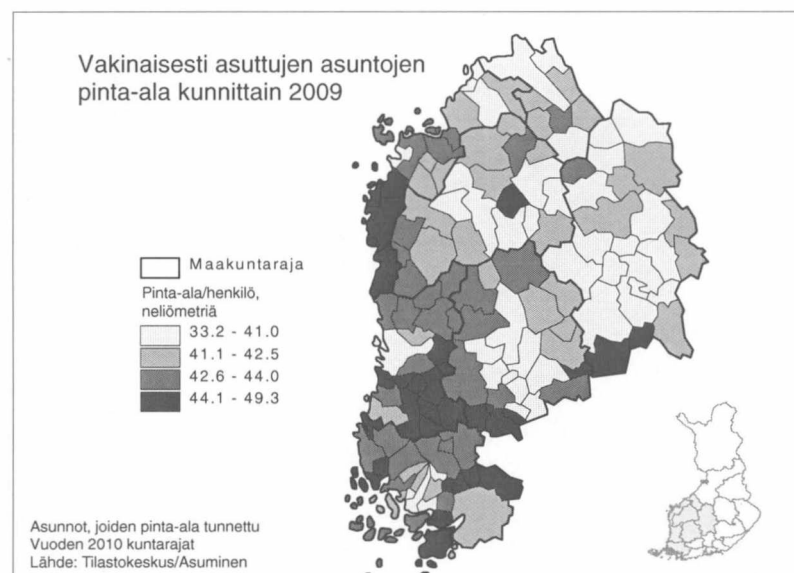 Vakinaisesti asuttujen asuntojen
pinta-ala kunnittain 2009
Maakuntaraja
Pinta-ala/henkilö,
neliömetriä
33.2 - 41.0
41.1 - 42.5
42.6 - 44.0
44.1 - 49.3
Asunnot, joiden pinta-ala tunnettu
Vuoden 2010 kuntarajat
Lähde: Tilastokeskus/Asuminen